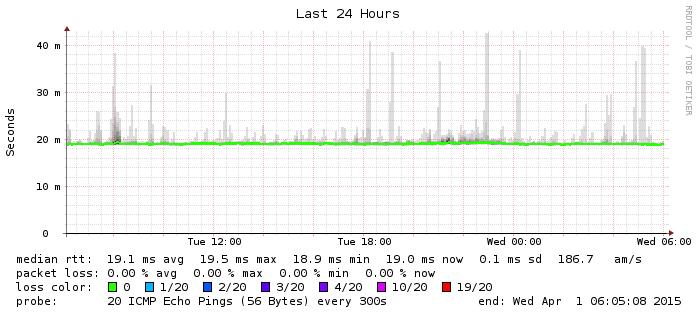 Last 24 Hours
RRDTOOL / TOBI OETIKER
Seconds
40 m
30 m
20 m
10 m
0
Tue 12:00 Tue 18:00 Wed 00:00 Wed 06:00
median rtt: 19.1 ms avg 19.5 ms max 18.9 ms min 19.0 ms now 0.1 ms sd 186.7 am/s
packet loss: 0.00 % avg 0.00 % max 0.00 % min 0.00 % now
loss color: 0 1/20 2/20 3/20 4/20 10/20 19/20
probe: 20 ICMP Echo Pings (56 Bytes) every 300s end: Wed Apr 1 06:05:08 2015